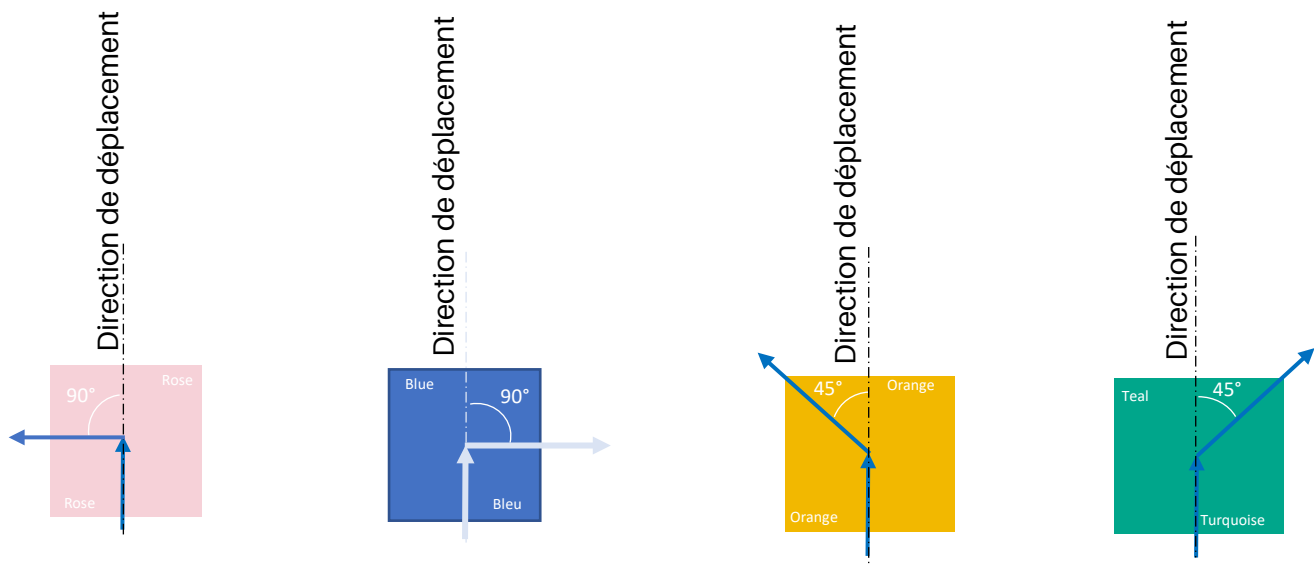 Direction de déplacement
Rose
90°
Rose
Direction de déplacement
Blue
90°
Bleu
Direction de déplacement
45°
Orange
Orange
Direction de déplacement
Teal
45°
Turquoise